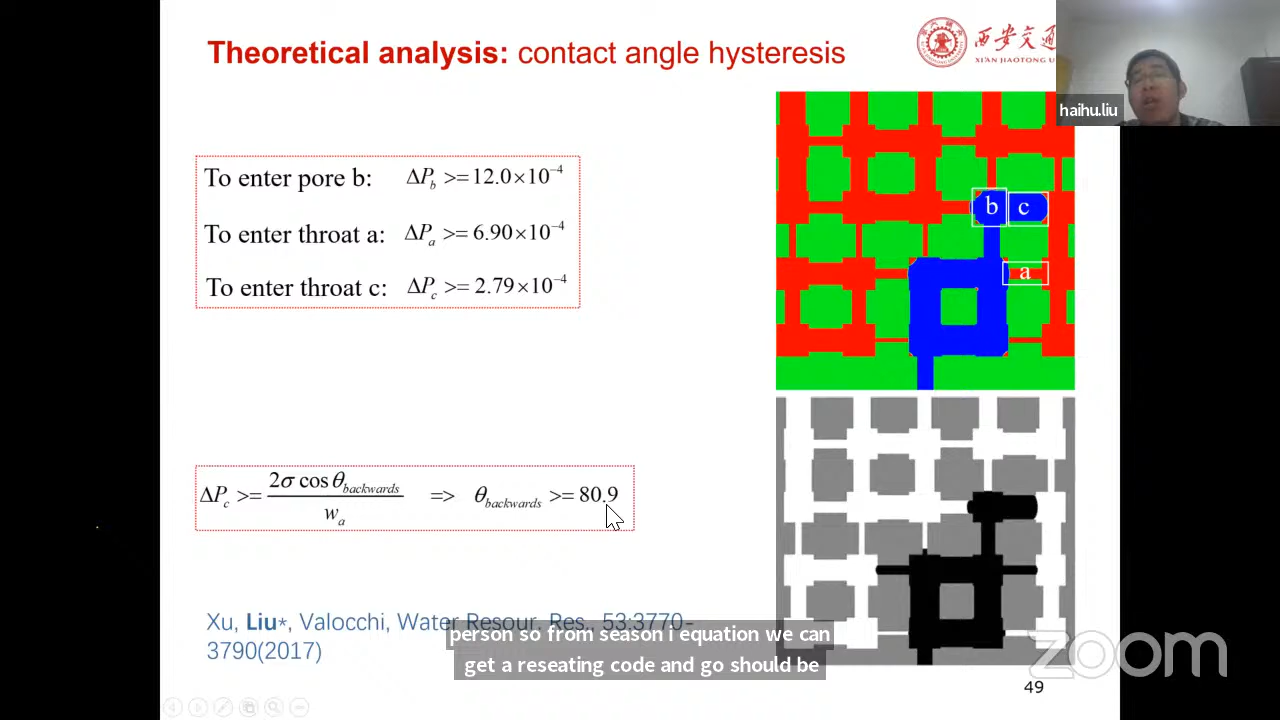 Theoretical analysis: contact angle hysteresis
西安交通
XI'AN JIAOTONG U
haihu.liu
To enter pore b: ΔP_b >=12.0×10^−4
To enter throat a: ΔP_a >=6.90×10^−4
To enter throat c: ΔP_c >=2.79×10^−4
b c
a
ΔP_c >= 2σ cos θ_backwards / w_a => θ_backwards >=80.9
Xu, Liu*, Valocchi, Water Resour. Res., 53:3770-
3790(2017)
person so from season i equation we can
get a reseating code and go should be
zoom
49